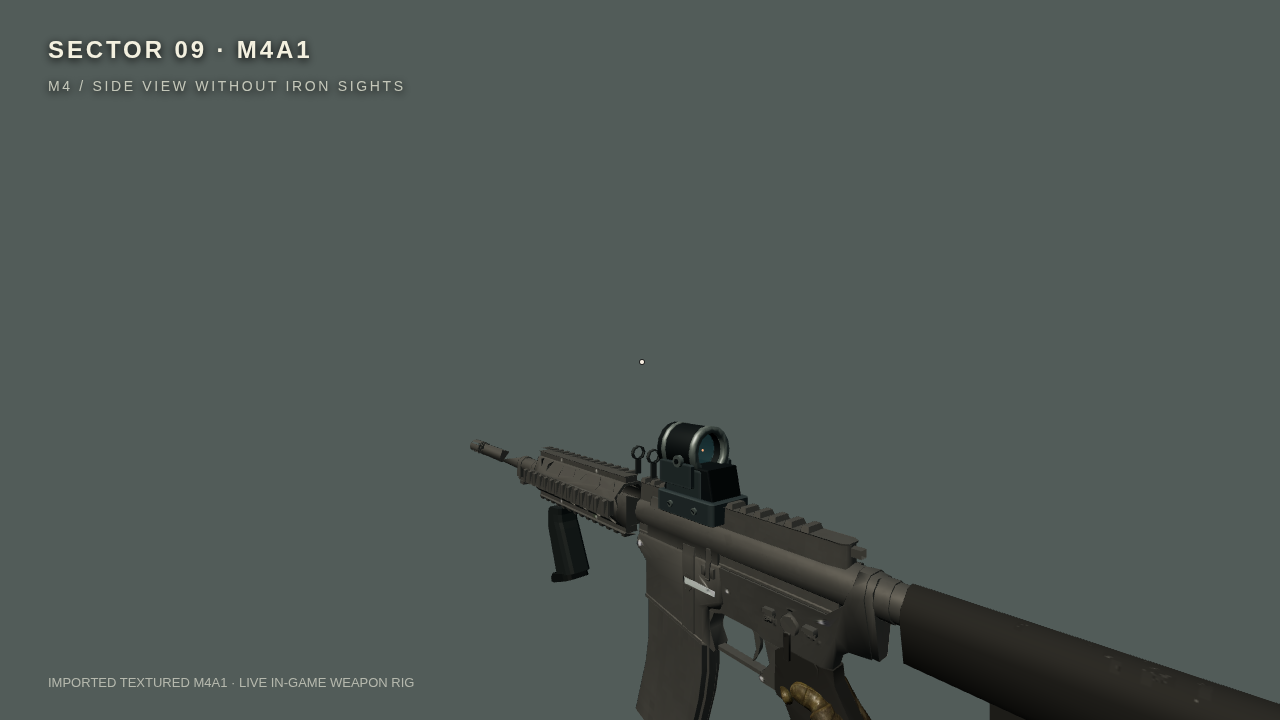 SECTOR 09 · M4A1
M4 / SIDE VIEW WITHOUT IRON SIGHTS
IMPORTED TEXTURED M4A1 · LIVE IN-GAME WEAPON RIG